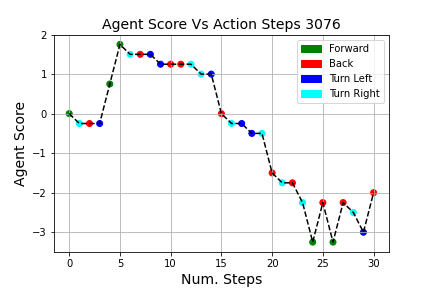 Agent Score Vs Action Steps 3076
Agent Score
2
1
0
−1
−2
−3
Forward
Back
Turn Left
Turn Right
0 5 10 15 20 25 30
Num. Steps